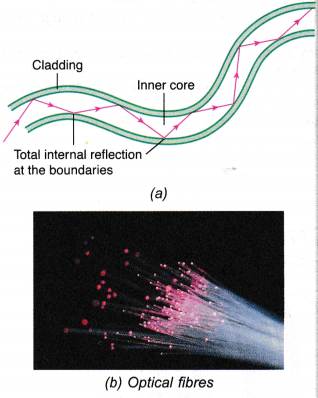 Cladding
Inner core
Total internal reflection
at the boundaries
(a)
(b) Optical fibres